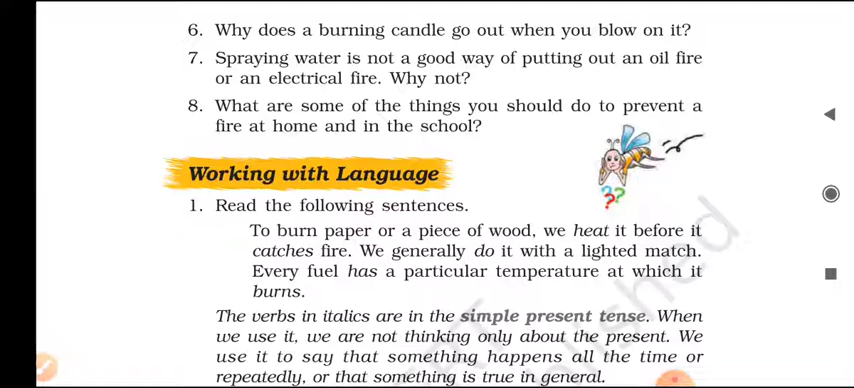 6. Why does a burning candle go out when you blow on it?
7. Spraying water is not a good way of putting out an oil fire
or an electrical fire. Why not?
8. What are some of the things you should do to prevent a
fire at home and in the school?
??
Working with Language
1. Read the following sentences.
To burn paper or a piece of wood, we heat it before it
catches fire. We generally do it with a lighted match.
Every fuel has a particular temperature at which it
burns.
The verbs in italics are in the simple present tense. When
we use it, we are not thinking only about the present. We
use it to say that something happens all the time or
repeatedly, or that something is true in general.